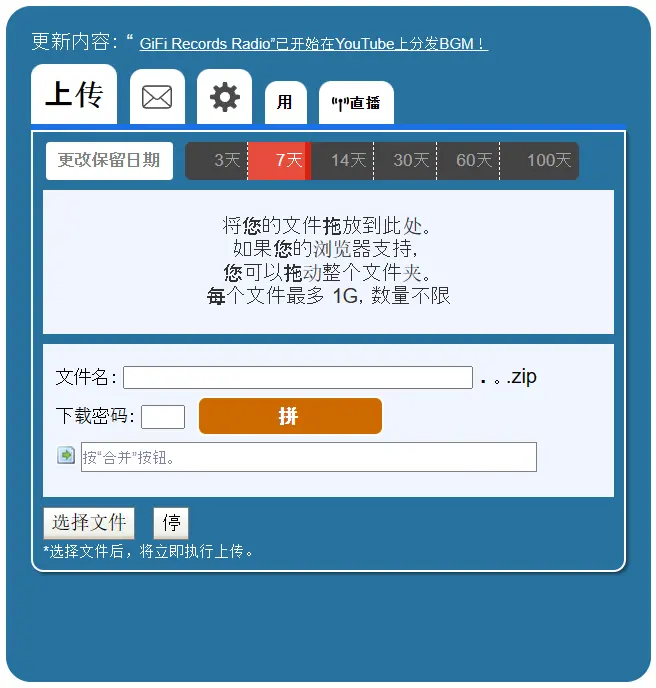 更新内容：“ GiFi Records Radio”已开始在YouTube上分发BGM！
上传 用 直播
更改保留日期 3天 7天 14天 30天 60天 100天
将您的文件拖放到此处。
如果您的浏览器支持，
您可以拖动整个文件夹。
每个文件最多 1G，数量不限
文件名： . 。.zip
下载密码： 拼
按“合并”按钮。
选择文件 停
*选择文件后，将立即执行上传。